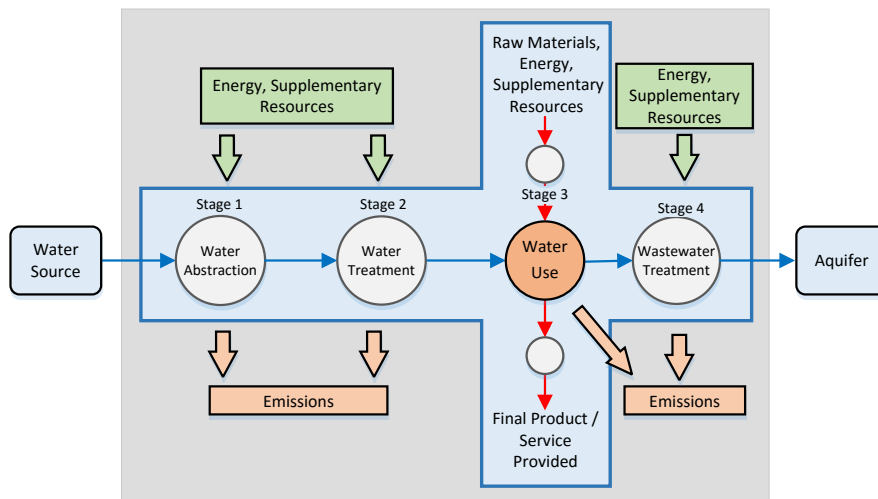 Raw Materials,
Energy,
Supplementary
Resources
Energy, Supplementary
Resources
Energy,
Supplementary
Resources
Stage 1
Stage 2
Stage 3
Stage 4
Water
Source
Water
Abstraction
Water
Treatment
Water
Use
Wastewater
Treatment
Aquifer
Emissions
Emissions
Final Product /
Service
Provided